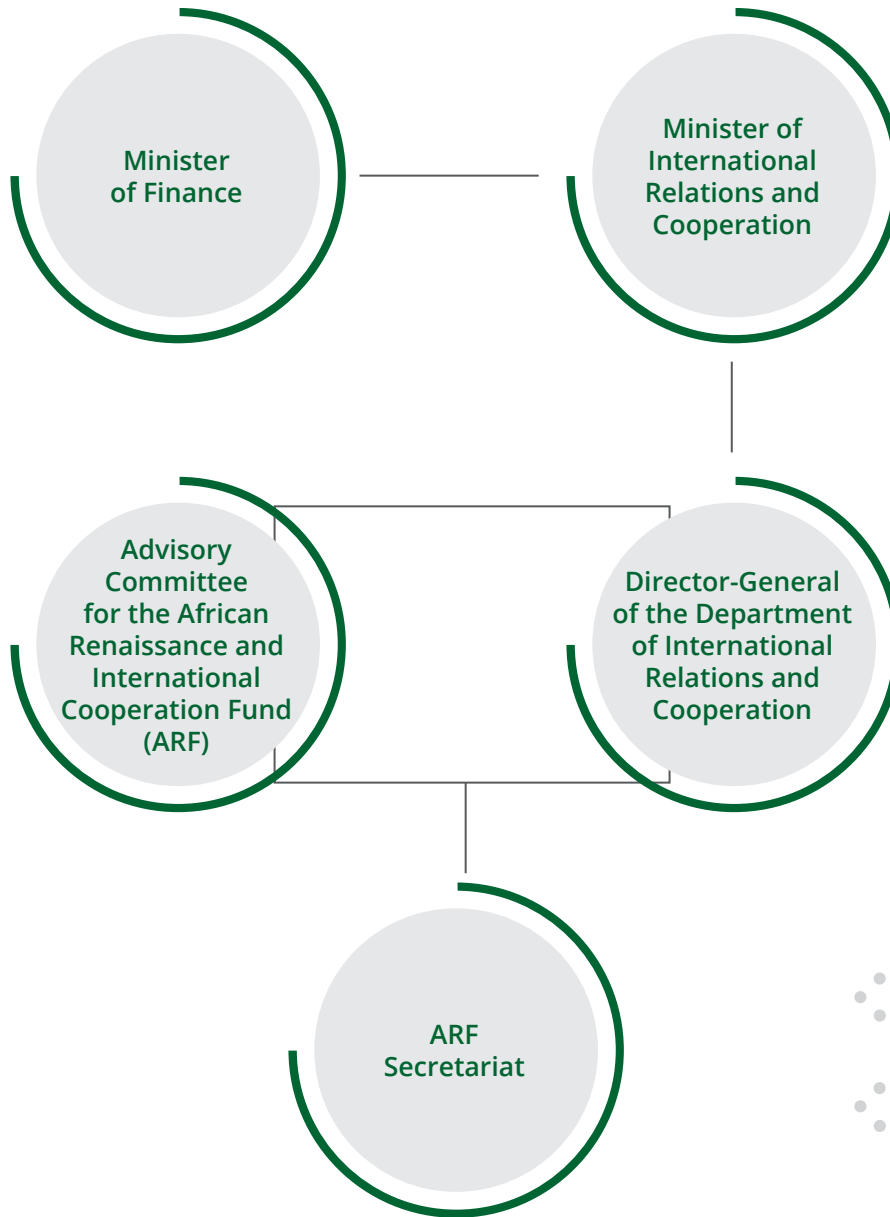 Minister
of Finance
Minister of
International
Relations and
Cooperation
Advisory
Committee
for the African
Renaissance and
International
Cooperation Fund
(ARF)
Director-General
of the Department
of International
Relations and
Cooperation
ARF
Secretariat